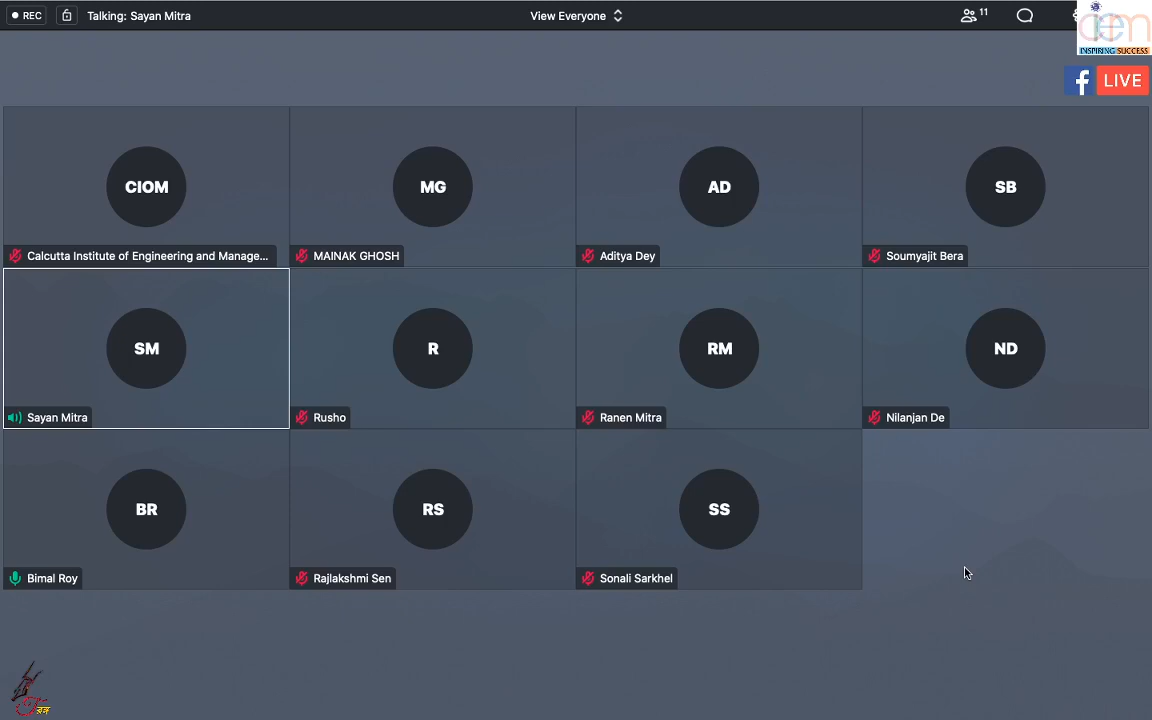 REC
Talking: Sayan Mitra
View Everyone
11
INSPIRING SUCCESS
f LIVE
CIOM
MG
AD
SB
Calcutta Institute of Engineering and Manage...
MAINAK GHOSH
Aditya Dey
Soumyajit Bera
SM
R
RM
ND
Sayan Mitra
Rusho
Ranen Mitra
Nilanjan De
BR
RS
SS
Bimal Roy
Rajlakshmi Sen
Sonali Sarkhel